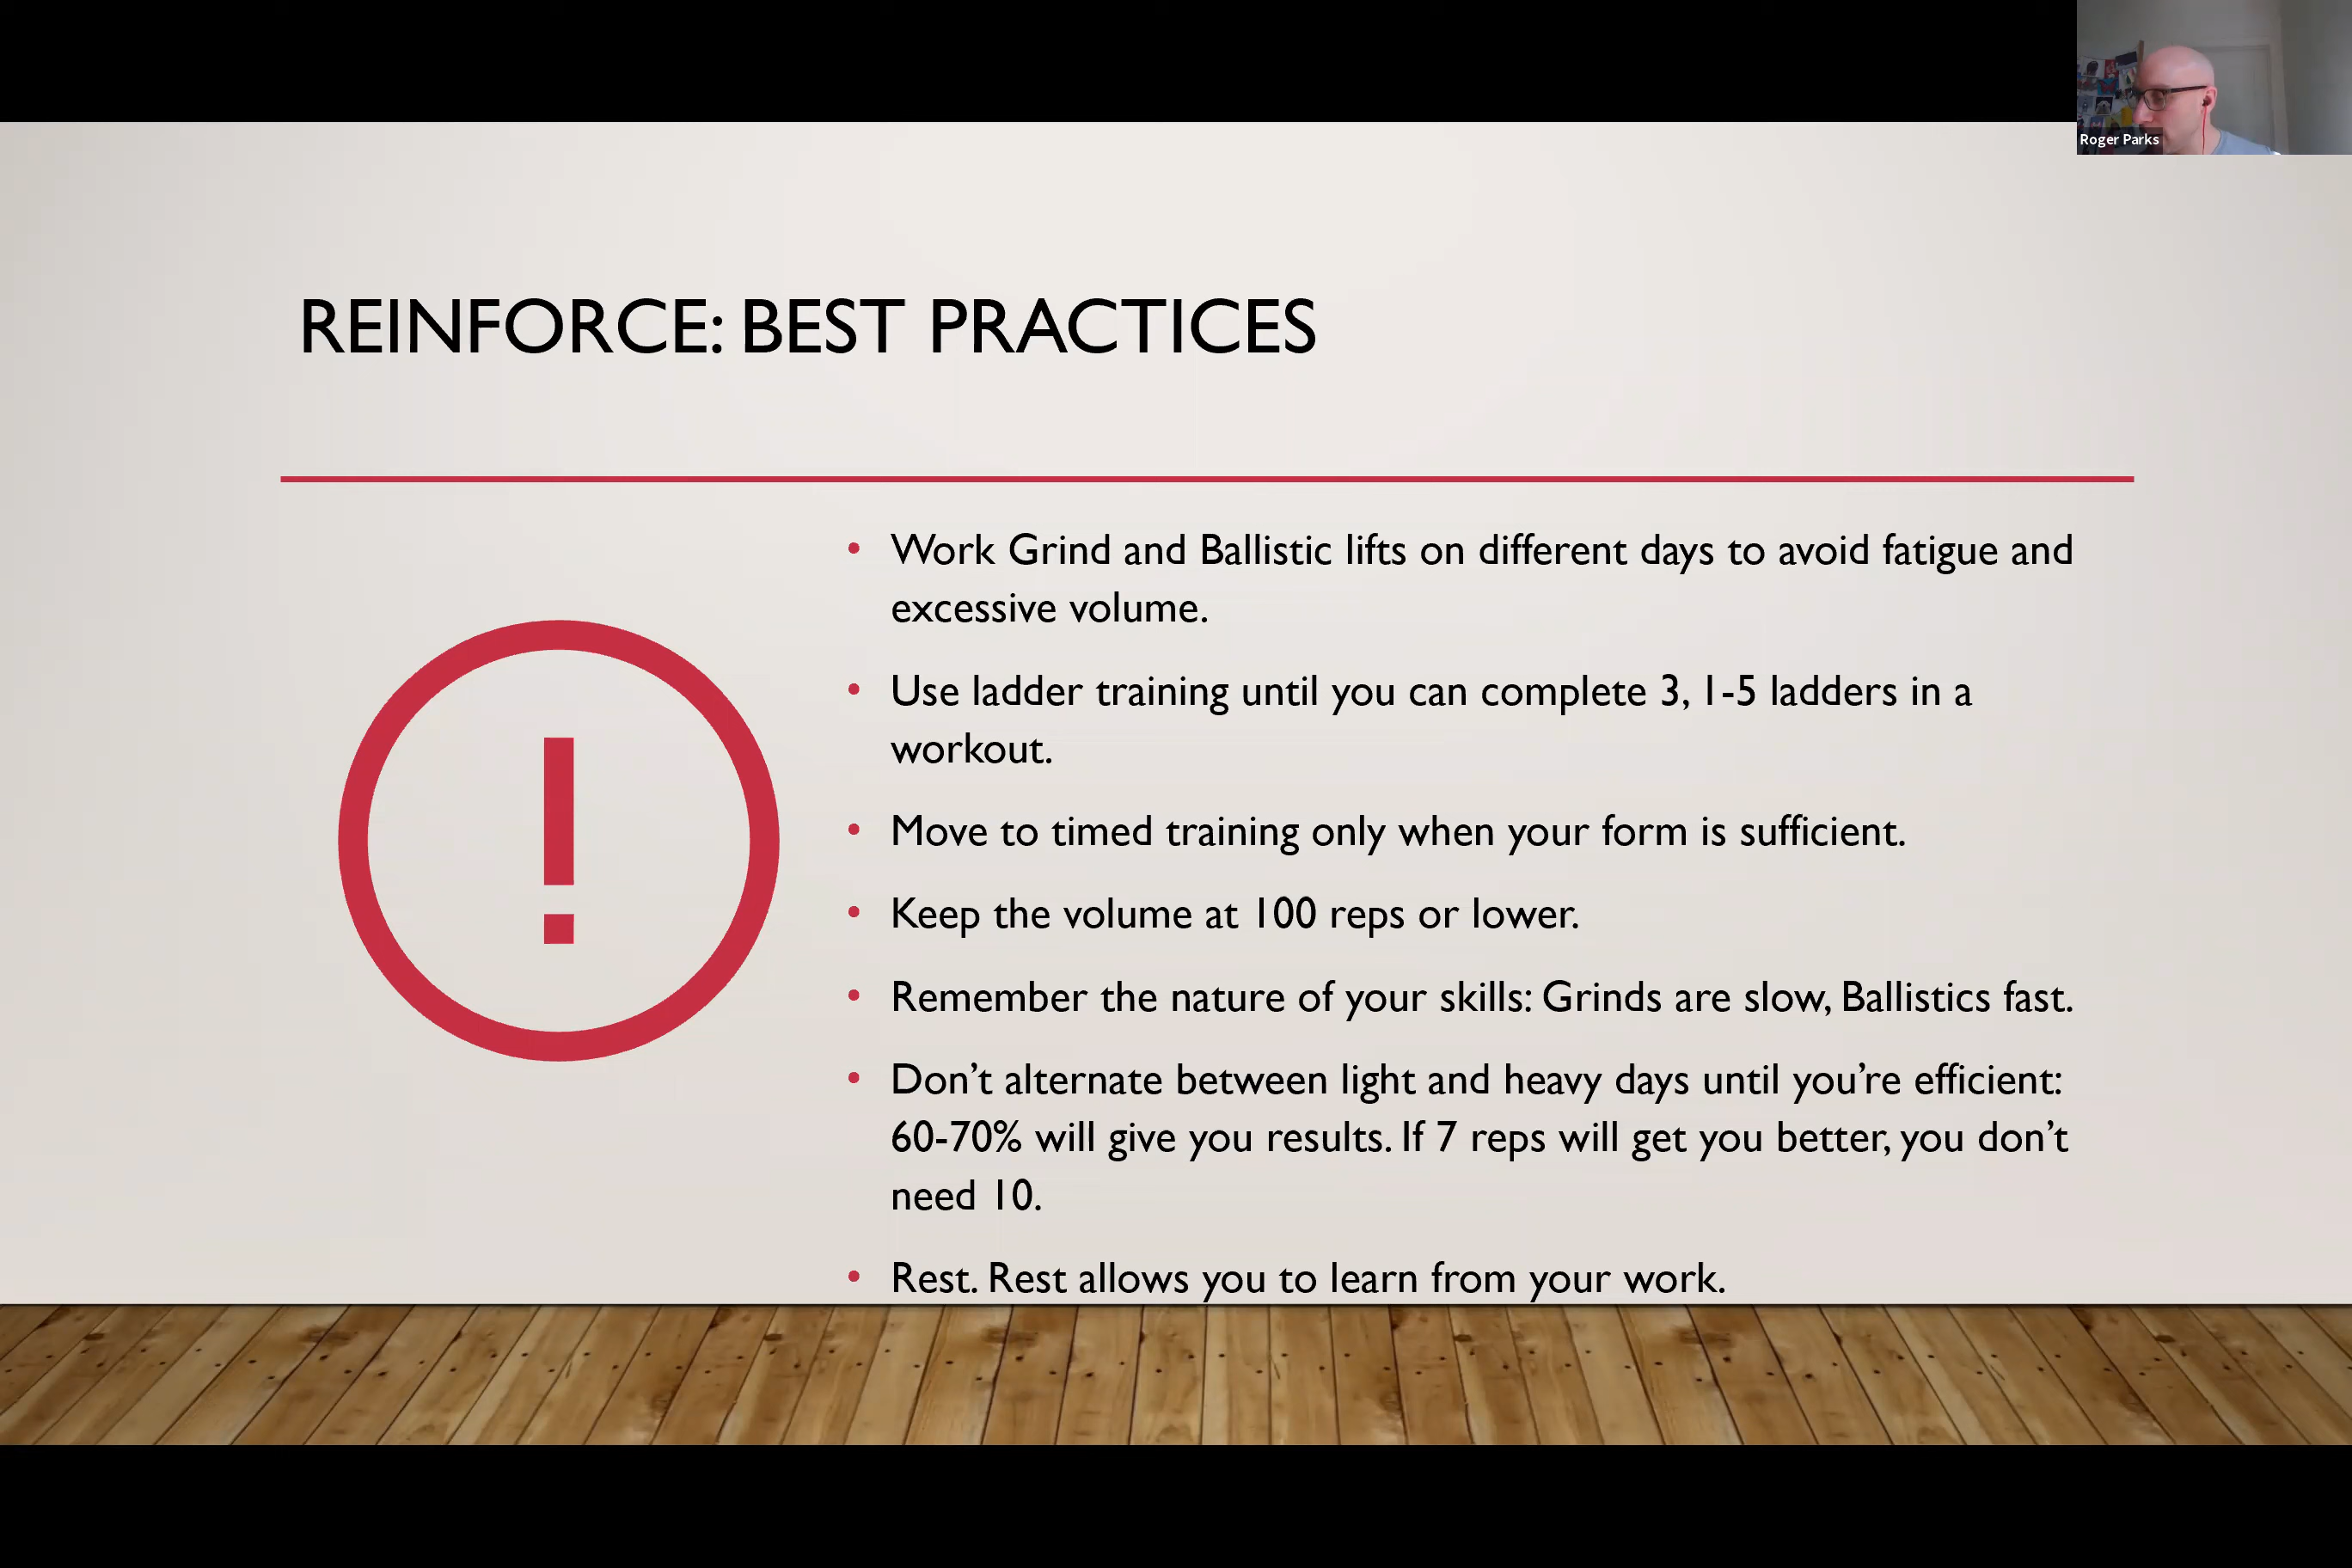 Roger Parks
REINFORCE: BEST PRACTICES
• Work Grind and Ballistic lifts on different days to avoid fatigue and
excessive volume.
• Use ladder training until you can complete 3, 1-5 ladders in a
workout.
• Move to timed training only when your form is sufficient.
• Keep the volume at 100 reps or lower.
• Remember the nature of your skills: Grinds are slow, Ballistics fast.
• Don’t alternate between light and heavy days until you’re efficient:
60-70% will give you results. If 7 reps will get you better, you don’t
need 10.
• Rest. Rest allows you to learn from your work.